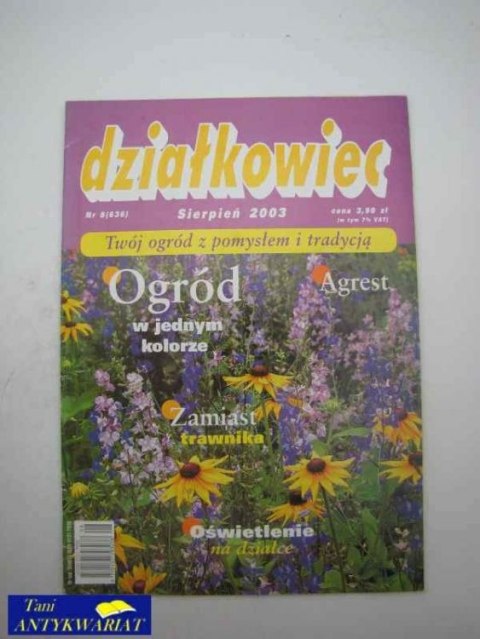 działkowiec
Nr 8(636) Sierpień 2003 cena 3,90 zł
(w tym 7% VAT)
Twój ogród z pomysłem i tradycją
Ogród
w jednym
kolorze
Agrest
Zamiast
trawnika
Oświetlenie
na działce
Tani
ANTYKWARIAT